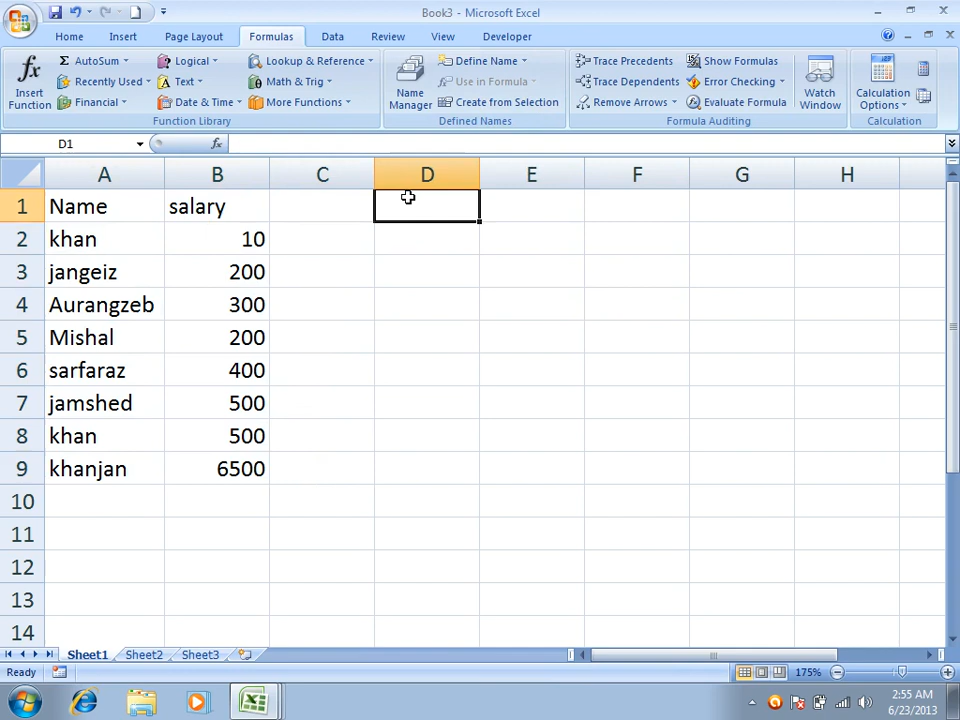 Book3 - Microsoft Excel
Home Insert Page Layout Formulas Data Review View Developer
fx Σ AutoSum Logical Lookup & Reference Define Name Trace Precedents Show Formulas
Recently Used Text Math & Trig Use in Formula Trace Dependents Error Checking
Insert Function Financial Date & Time More Functions Name Manager Create from Selection Remove Arrows Evaluate Formula Watch Window Calculation Options
Function Library Defined Names Formula Auditing Calculation
D1 fx
A B C D E F G H
1 Name salary
2 khan 10
3 jangeiz 200
4 Aurangzeb 300
5 Mishal 200
6 sarfaraz 400
7 jamshed 500
8 khan 500
9 khanjan 6500
10
11
12
13
14
Sheet1 Sheet2 Sheet3
Ready 175%
2:55 AM
6/23/2013